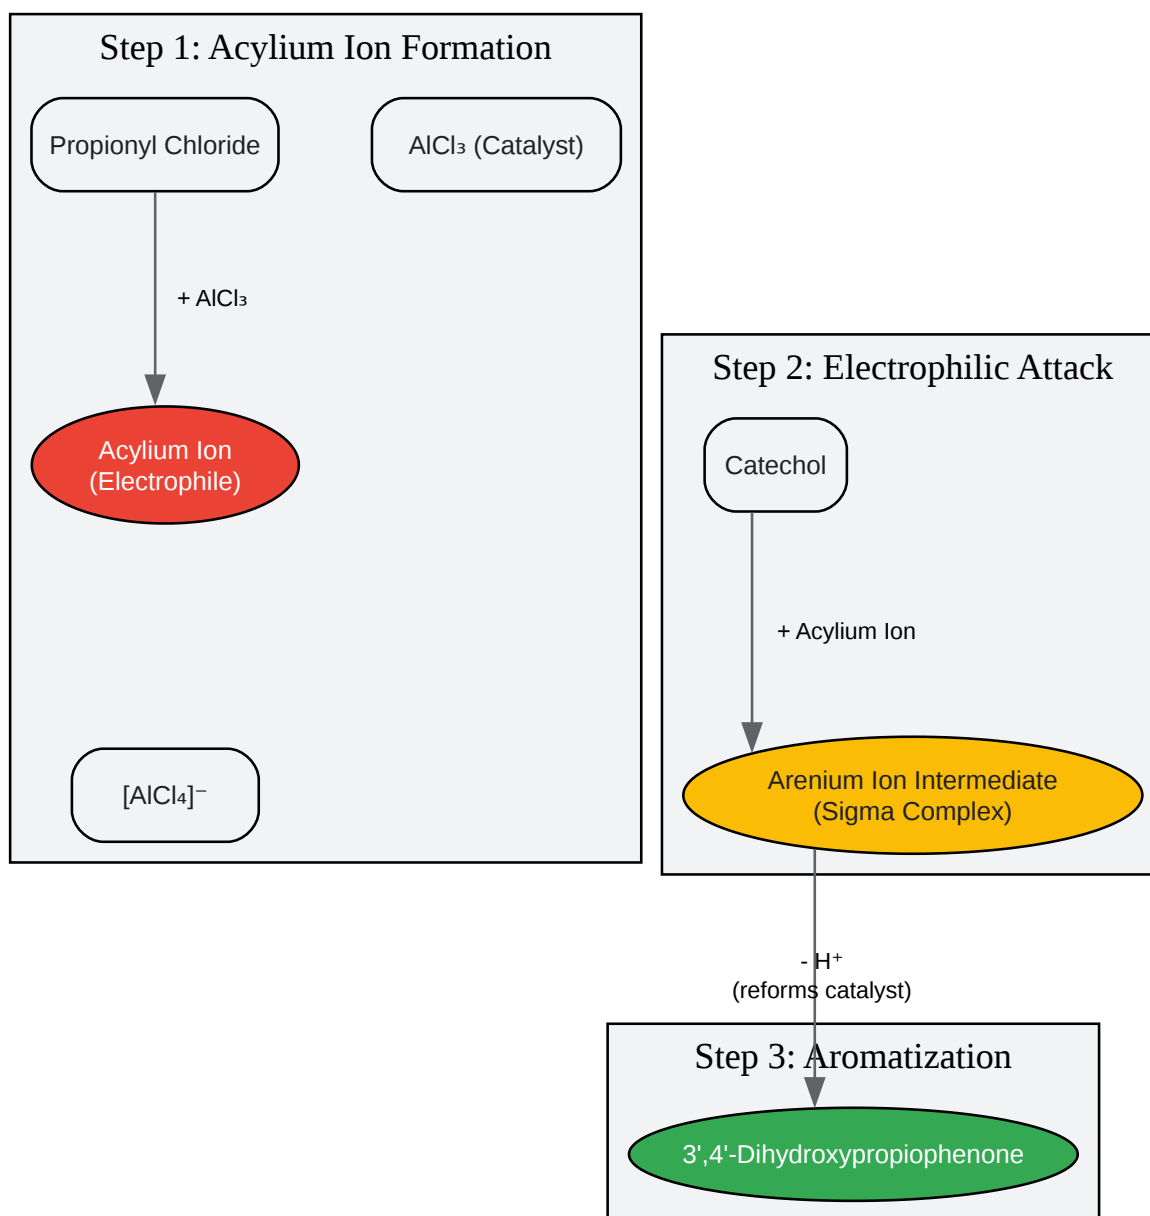 Step 1: Acylium Ion Formation
Propionyl Chloride
AlCl₃ (Catalyst)
+ AlCl₃
Acylium Ion
(Electrophile)
[AlCl₄]⁻
Step 2: Electrophilic Attack
Catechol
+ Acylium Ion
Arenium Ion Intermediate
(Sigma Complex)
- H⁺
(reforms catalyst)
Step 3: Aromatization
3',4'-Dihydroxypropiophenone